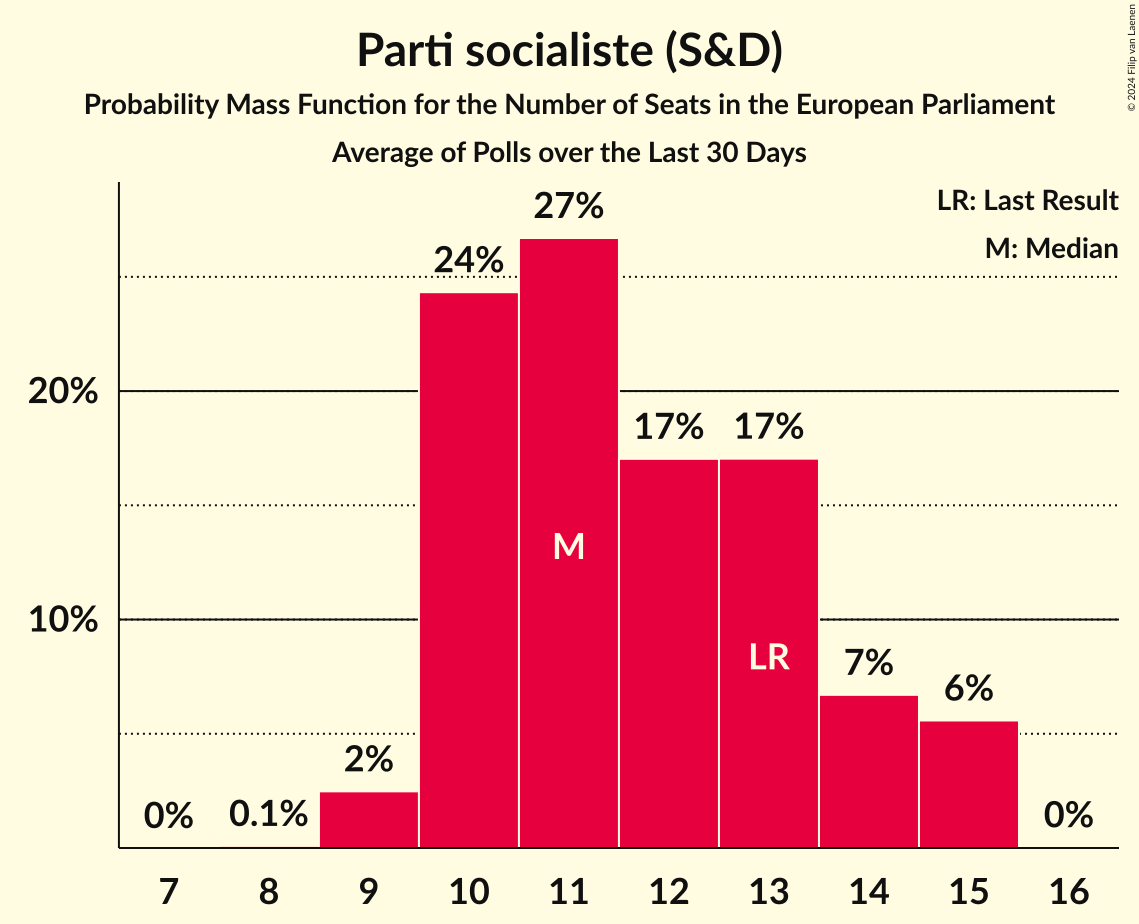 Parti socialiste (S&D)
Probability Mass Function for the Number of Seats in the European Parliament
Average of Polls over the Last 30 Days
© 2024 Filip van Laenen
LR: Last Result
M: Median
27%
24%
20%
17% 17%
M
10%
LR
7%
6%
2%
0% 0.1% 0%
7 8 9 10 11 12 13 14 15 16